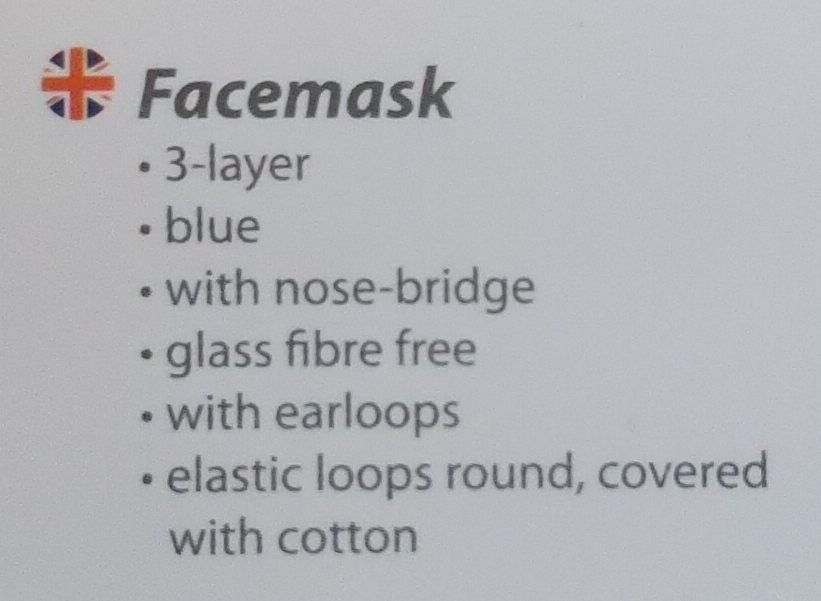 Facemask
• 3-layer
• blue
• with nose-bridge
• glass fibre free
• with earloops
• elastic loops round, covered
with cotton